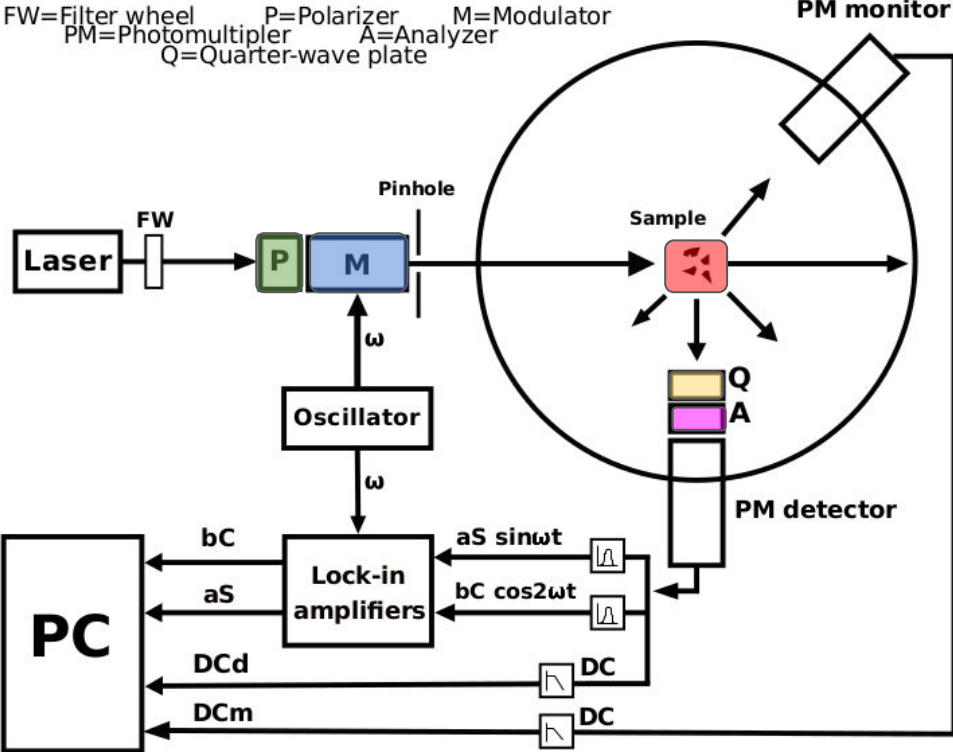 FW=Filter wheel P=Polarizer M=Modulator
PM=Photomultipler A=Analyzer
Q=Quarter-wave plate
PM monitor
Pinhole
Sample
FW
Laser
P
M
ω
Q
A
Oscillator
ω
PM detector
bC
aS sinωt
Lock-in
amplifiers
aS
bC cos2ωt
PC
DCd
DC
DCm
DC